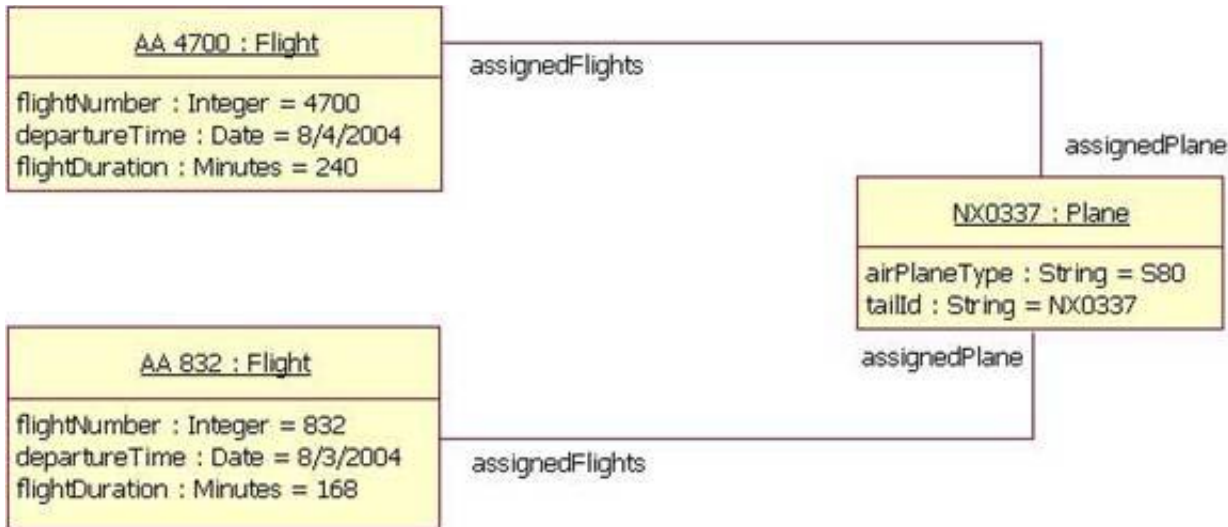 AA 4700 : Flight
flightNumber : Integer = 4700
departureTime : Date = 8/4/2004
flightDuration : Minutes = 240
assignedFlights
assignedPlane
NX0337 : Plane
airPlaneType : String = S80
tailId : String = NX0337
assignedPlane
AA 832 : Flight
flightNumber : Integer = 832
departureTime : Date = 8/3/2004
flightDuration : Minutes = 168
assignedFlights